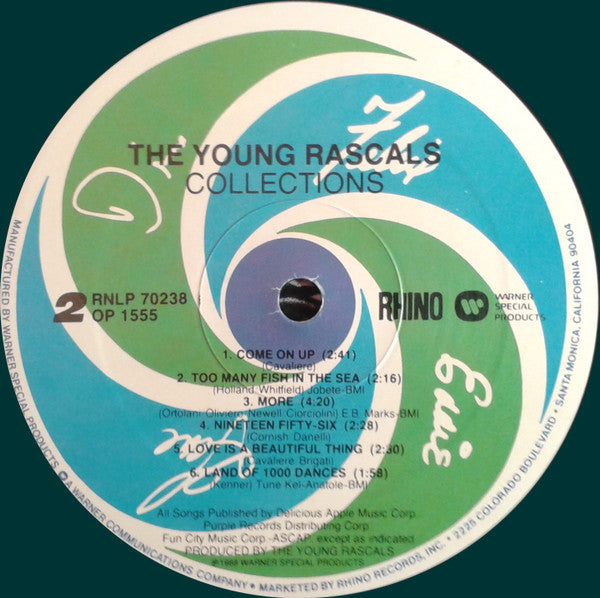 THE YOUNG RASCALS
COLLECTIONS
2 RNLP 70238
OP 1555
RHINO
WARNER
SPECIAL
PRODUCTS
1. COME ON UP (2:41)
(Cavaliere)
2. TOO MANY FISH IN THE SEA (2:16)
(Holland, Whitfield) Jobete-BMI
3. MORE (4:20)
(Ortolani, Oliviero, Newell, Ciorciolini) E.B. Marks-BMI
4. NINETEEN FIFTY-SIX (2:28)
(Cornish, Danelli)
5. LOVE IS A BEAUTIFUL THING (2:30)
(Cavaliere, Brigati)
6. LAND OF 1000 DANCES (1:58)
(Kenner) Tune Kel-Anatole-BMI
All Songs Published by Delicious Apple Music Corp.
Purple Records Distributing Corp.
Fun City Music Corp.-ASCAP, except as indicated.
PRODUCED BY THE YOUNG RASCALS
℗1988 WARNER SPECIAL PRODUCTS
MANUFACTURED BY WARNER SPECIAL PRODUCTS, A WARNER COMMUNICATIONS COMPANY • MARKETED BY RHINO RECORDS, INC. • 2225 COLORADO BOULEVARD • SANTA MONICA, CALIFORNIA 90404